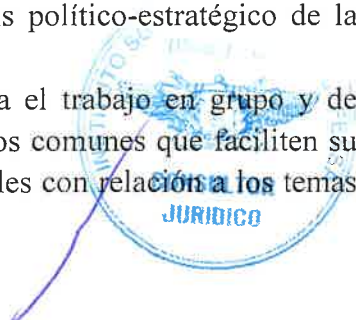 s político-estratégico de la
a el trabajo en grupo y de
os comunes que faciliten su
les con relación a los temas
CONSULTOR
JURIDICO